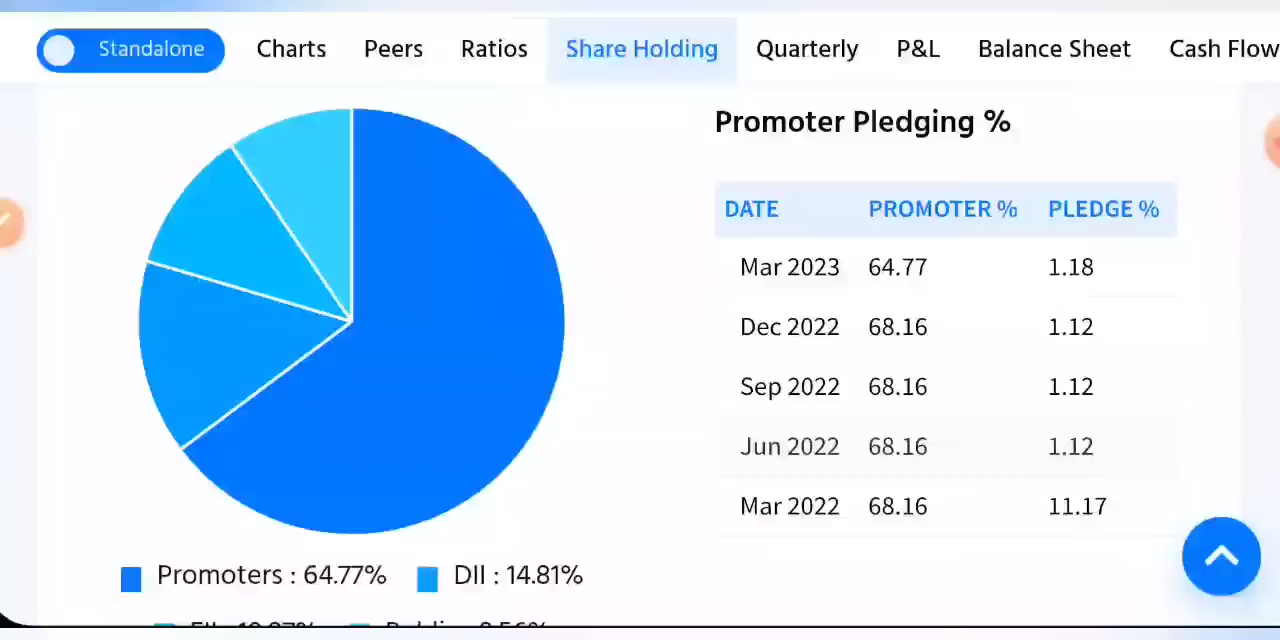 Standalone Charts Peers Ratios Share Holding Quarterly P&L Balance Sheet Cash Flow
Promoter Pledging %
DATE PROMOTER % PLEDGE %
Mar 2023 64.77 1.18
Dec 2022 68.16 1.12
Sep 2022 68.16 1.12
Jun 2022 68.16 1.12
Mar 2022 68.16 11.17
Promoters : 64.77% DII : 14.81%